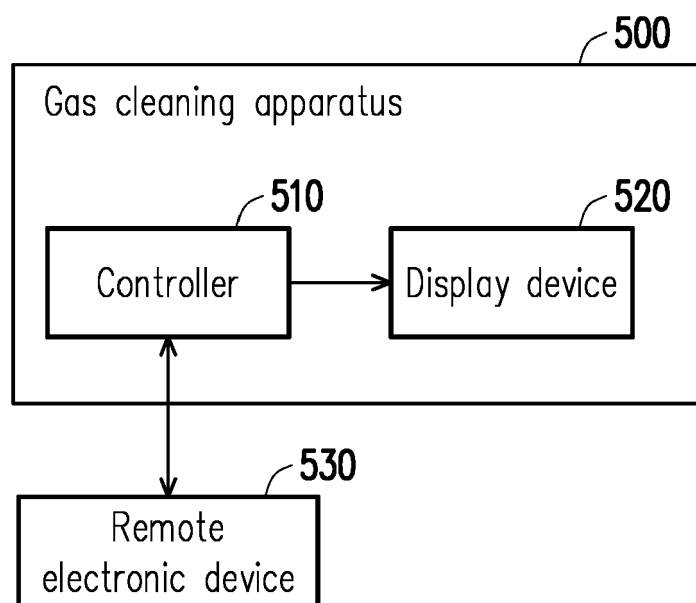 500
Gas cleaning apparatus
510
520
Controller
Display device
530
Remote
electronic device